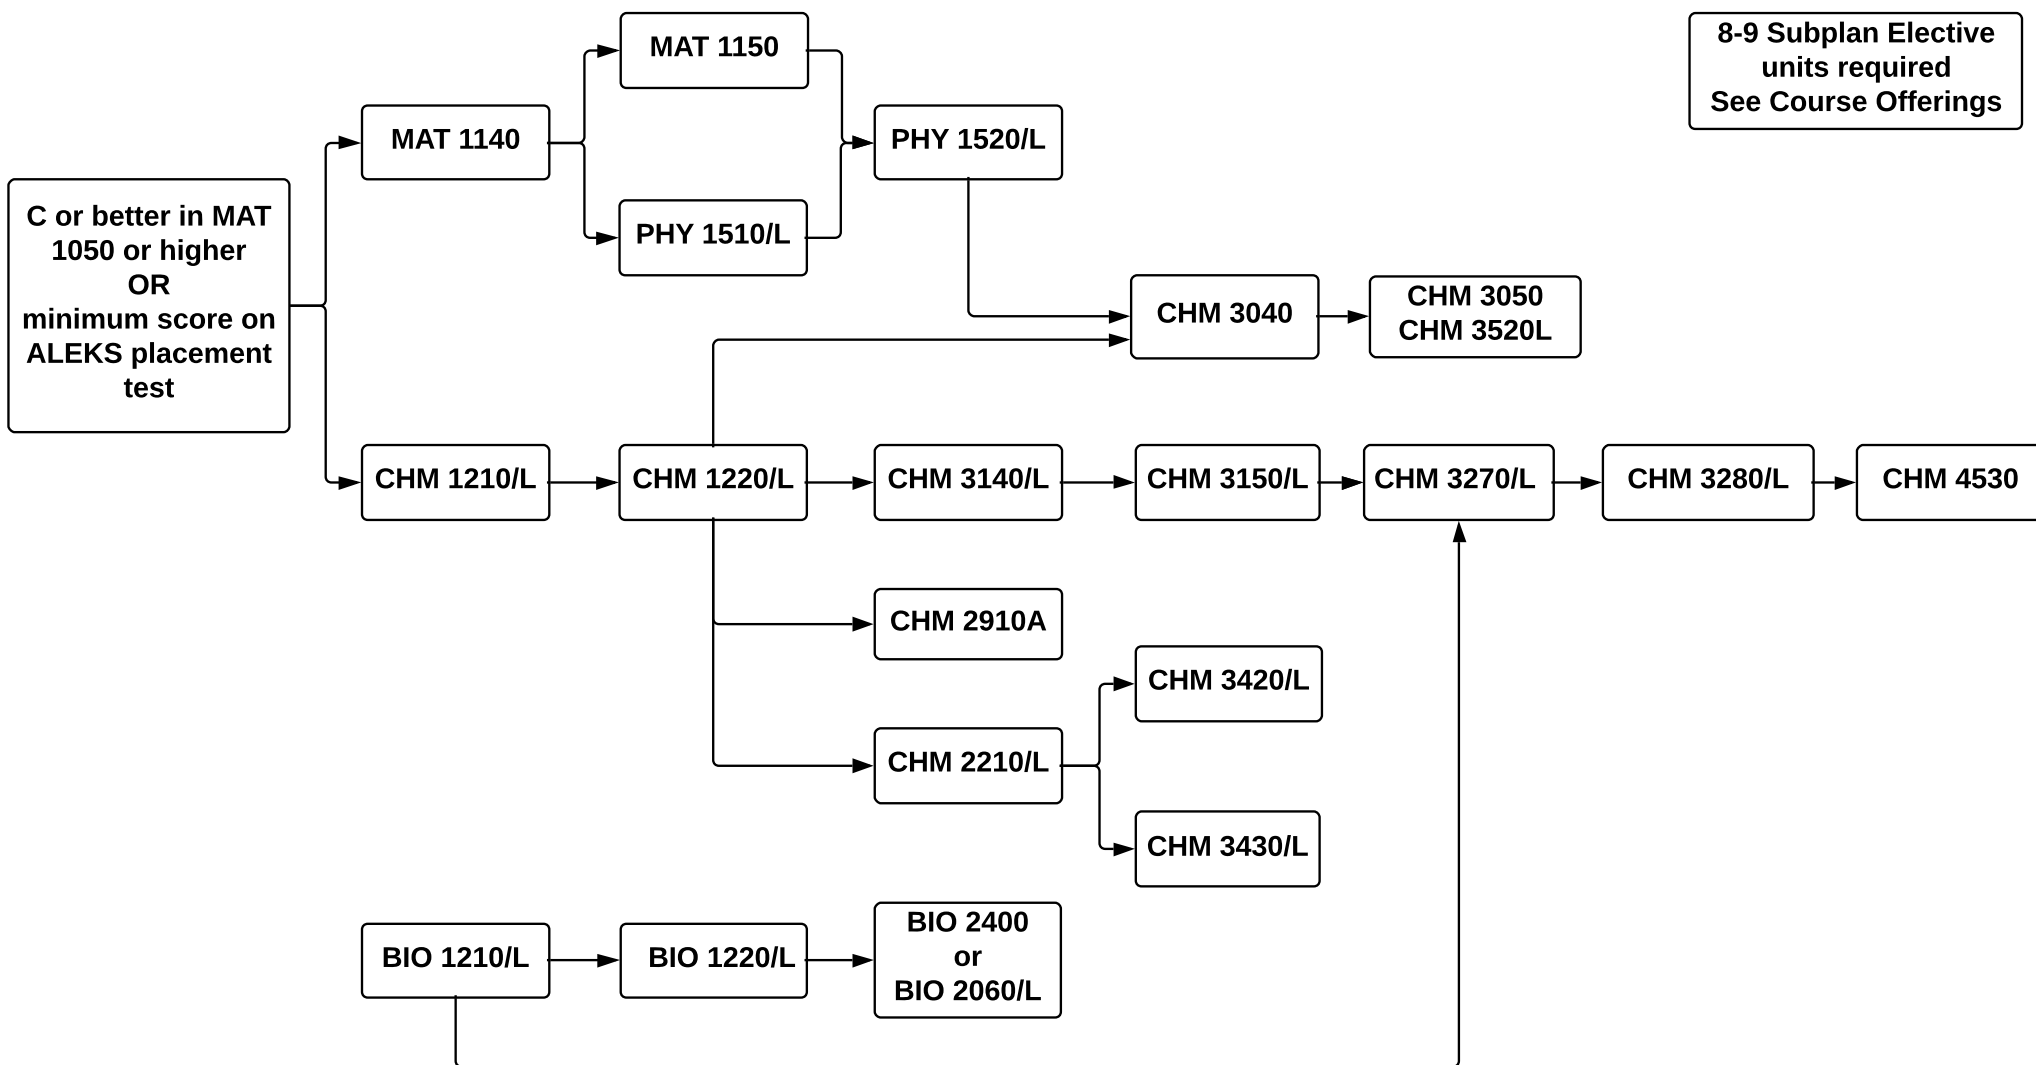 MAT 1150
8-9 Subplan Elective
units required
See Course Offerings
MAT 1140
PHY 1520/L
C or better in MAT
1050 or higher
OR
minimum score on
ALEKS placement
test
PHY 1510/L
CHM 3040
CHM 3050
CHM 3520L
CHM 1210/L
CHM 1220/L
CHM 3140/L
CHM 3150/L
CHM 3270/L
CHM 3280/L
CHM 4530
CHM 2910A
CHM 3420/L
CHM 2210/L
CHM 3430/L
BIO 1210/L
BIO 1220/L
BIO 2400
or
BIO 2060/L